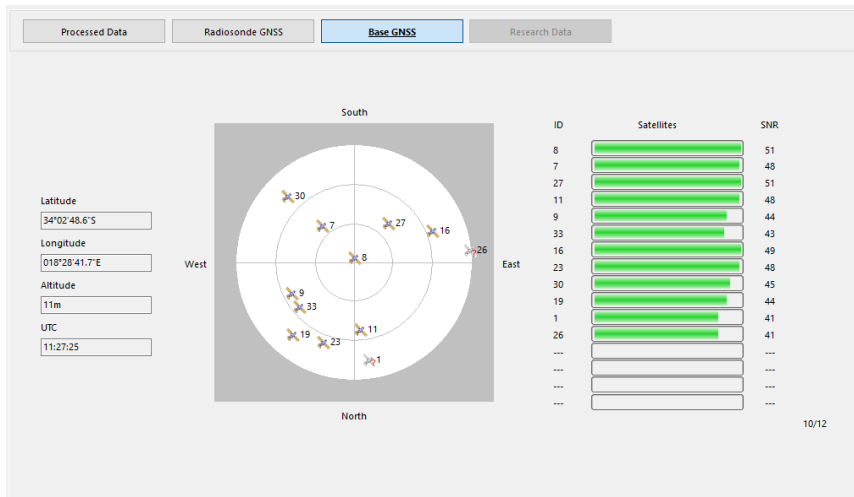 Processed Data
Radiosonde GNSS
Base GNSS
Research Data
Latitude
34°02'48.6"S
Longitude
018°28'41.7"E
Altitude
11m
UTC
11:27:25
South
30
7
27
16
26
8
West
East
9
33
11
19
23
1
North
ID Satellites SNR
8 51
7 48
27 51
11 48
9 44
33 43
16 49
23 48
30 45
19 44
1 41
26 41
--- ---
--- ---
--- ---
--- ---
10/12